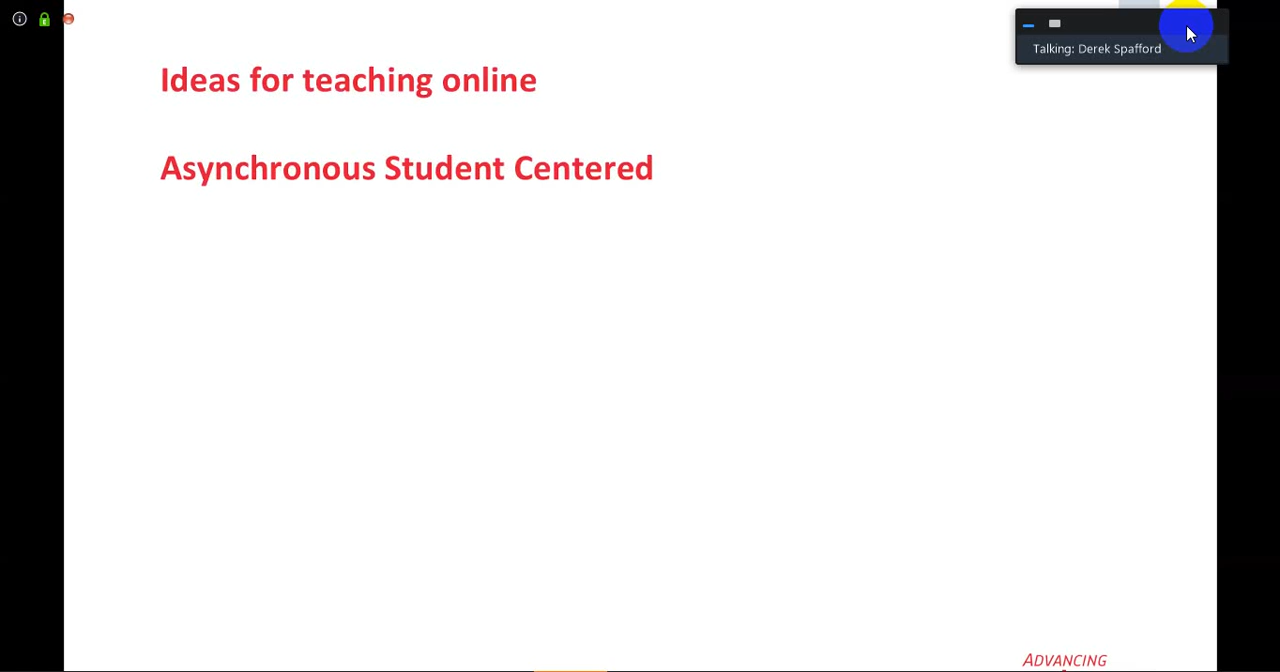 Talking: Derek Spafford
Ideas for teaching online
Asynchronous Student Centered
ADVANCING